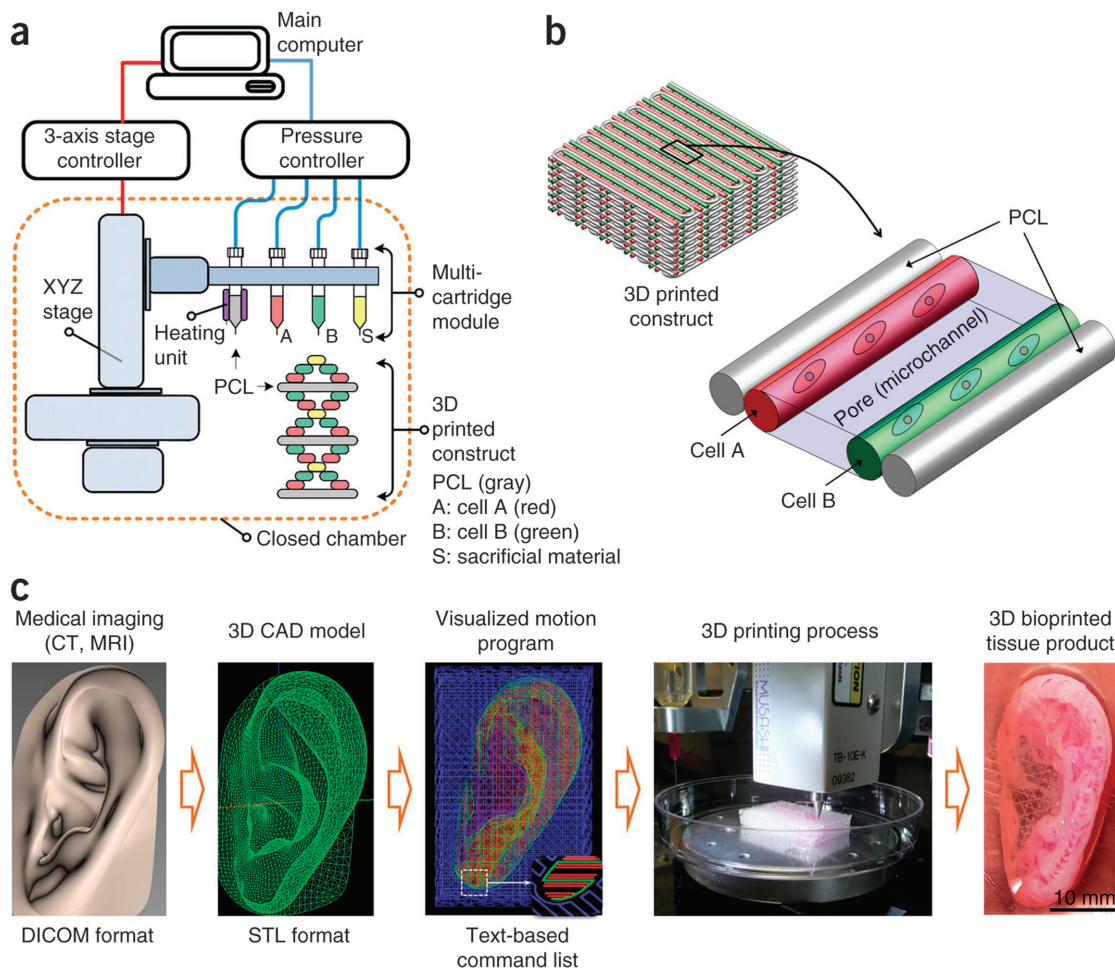 a
Main
computer
3-axis stage
controller
Pressure
controller
XYZ
stage
Heating
unit
A
B
S
PCL
Multi-
cartridge
module
3D
printed
construct
PCL (gray)
A: cell A (red)
B: cell B (green)
S: sacrificial material
Closed chamber
b
3D printed
construct
PCL
Pore (microchannel)
Cell A
Cell B
c
Medical imaging
(CT, MRI)
DICOM format
3D CAD model
STL format
Visualized motion
program
Text-based
command list
3D printing process
MUSASHI
TB-10E-K
09382
3D bioprinted
tissue product
10 mm